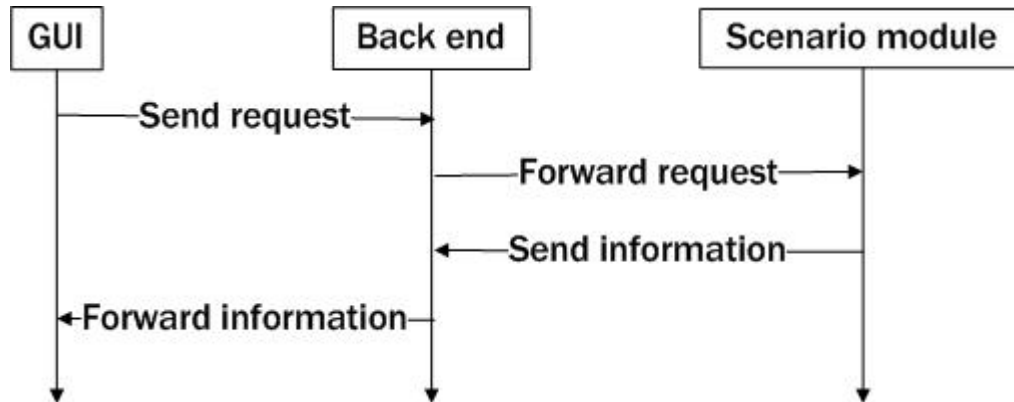 GUI
Back end
Scenario module
Send request
Forward request
Send information
Forward information